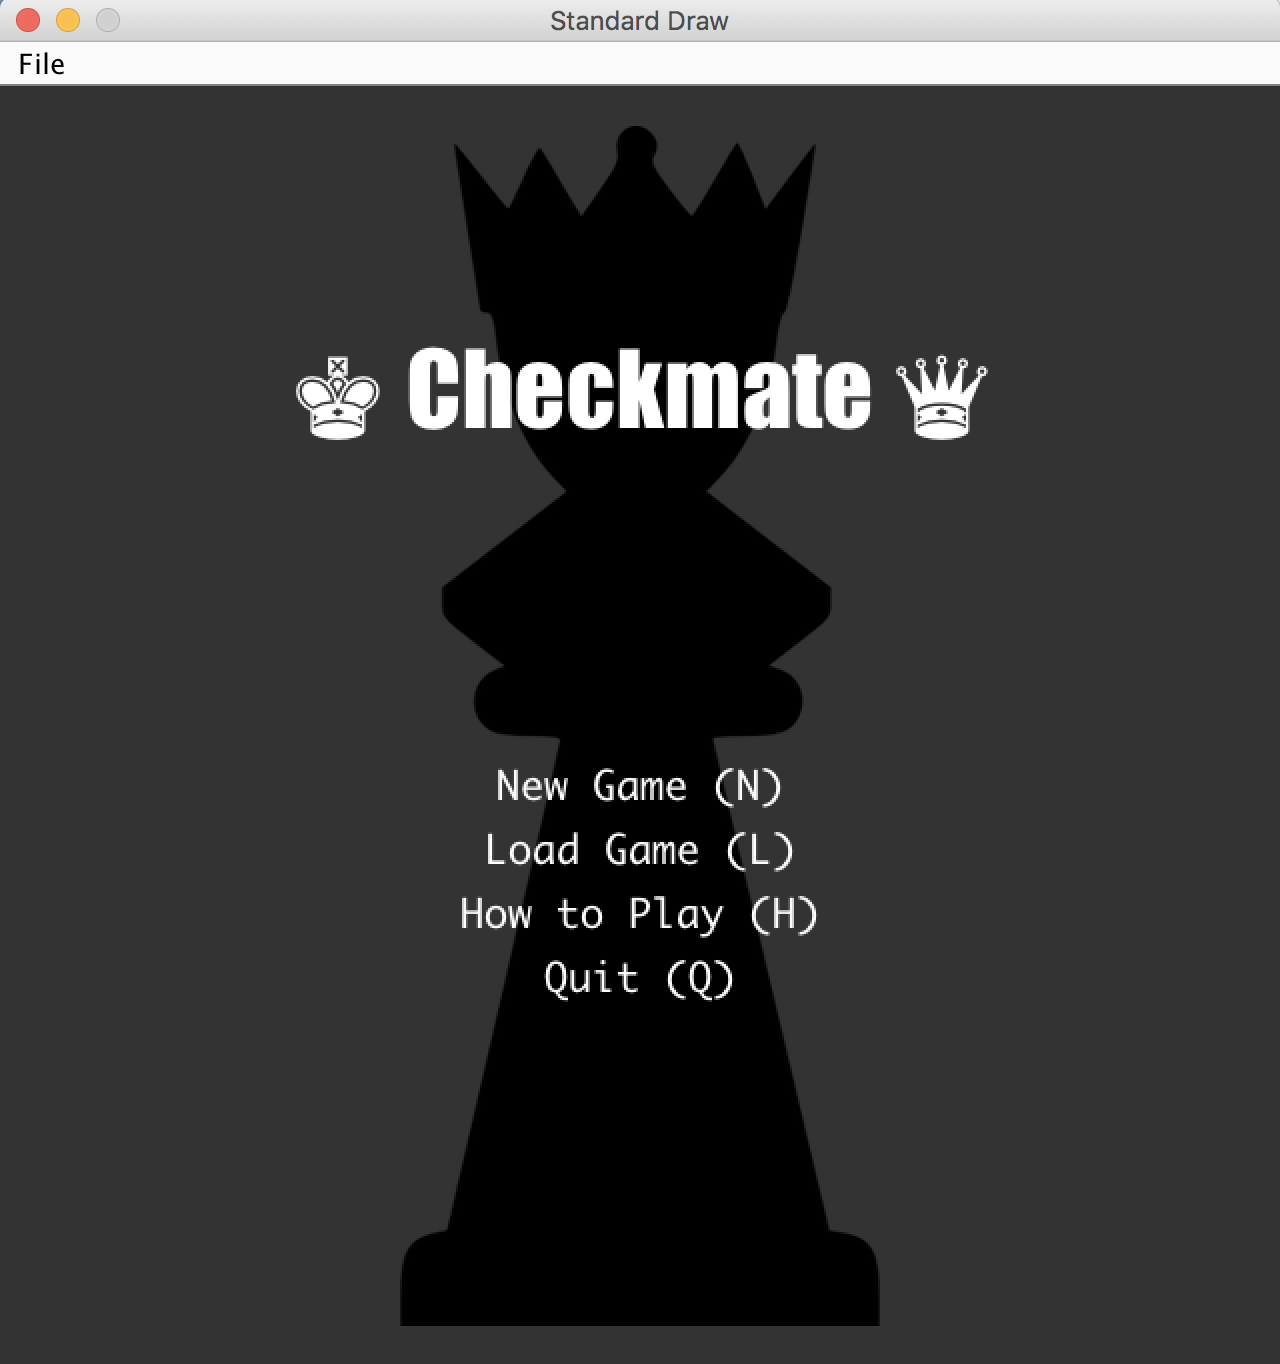 Standard Draw
File
♚ Checkmate ♛
New Game (N)
Load Game (L)
How to Play (H)
Quit (Q)